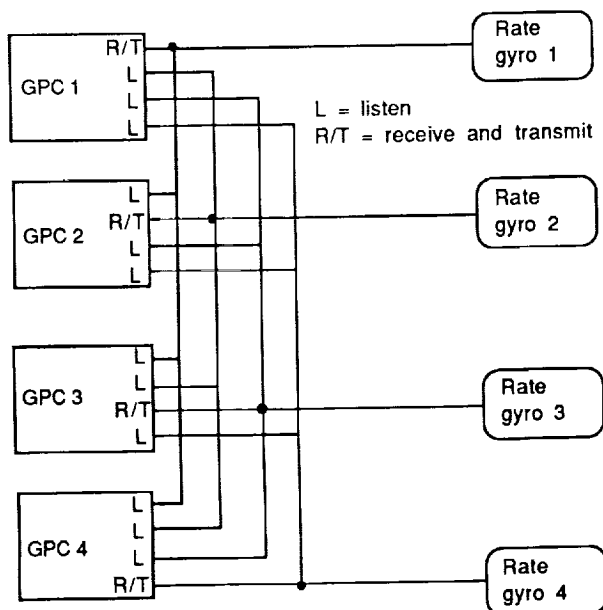 R/T
L
GPC 1
L
L
Rate
gyro 1
L = listen
R/T = receive and transmit
L
R/T
GPC 2
L
L
Rate
gyro 2
L
L
GPC 3
R/T
L
Rate
gyro 3
L
L
GPC 4
L
R/T
Rate
gyro 4